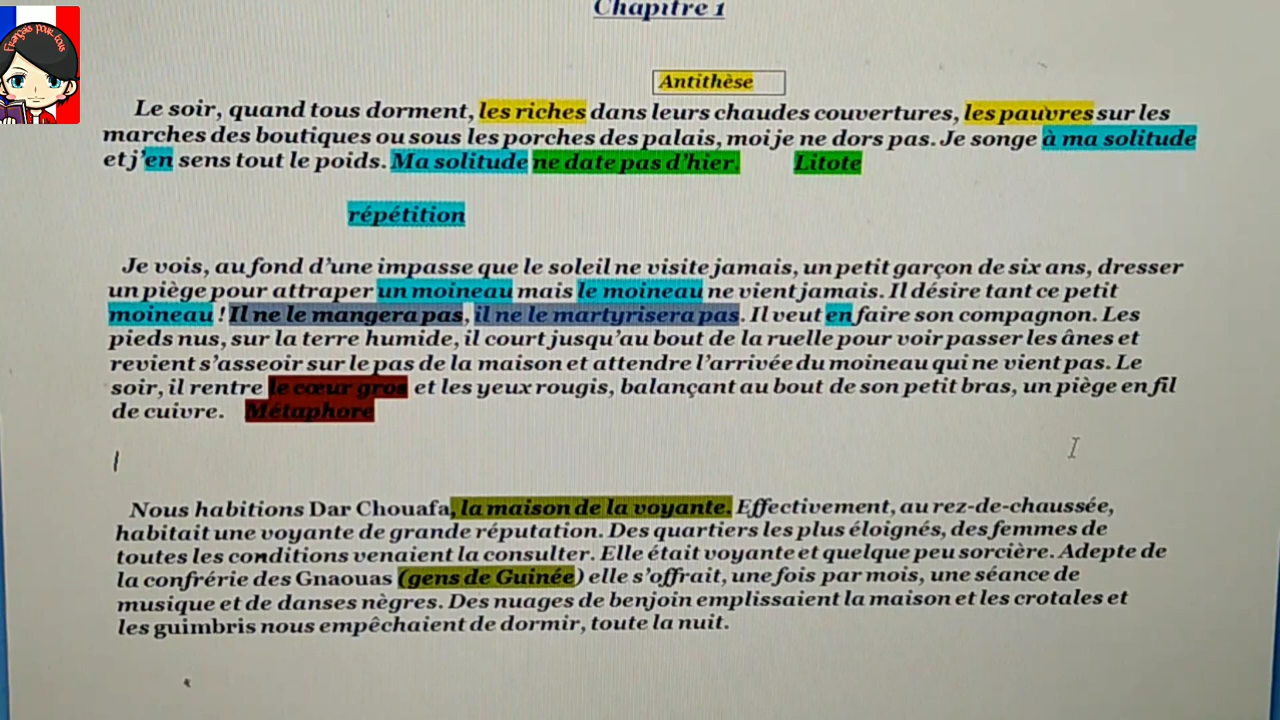 Français pour tous
Chapitre 1
Antithèse
Le soir, quand tous dorment, les riches dans leurs chaudes couvertures, les pauvres sur les
marches des boutiques ou sous les porches des palais, moi je ne dors pas. Je songe à ma solitude
et j'en sens tout le poids. Ma solitude ne date pas d'hier. Litote
répétition
Je vois, au fond d'une impasse que le soleil ne visite jamais, un petit garçon de six ans, dresser
un piège pour attraper un moineau mais le moineau ne vient jamais. Il désire tant ce petit
moineau ! Il ne le mangera pas, il ne le martyrisera pas. Il veut en faire son compagnon. Les
pieds nus, sur la terre humide, il court jusqu'au bout de la ruelle pour voir passer les ânes et
revient s'asseoir sur le pas de la maison et attendre l'arrivée du moineau qui ne vient pas. Le
soir, il rentre le cœur gros et les yeux rougis, balançant au bout de son petit bras, un piège en fil
de cuivre. Métaphore
Nous habitions Dar Chouafa, la maison de la voyante. Effectivement, au rez-de-chaussée,
habitait une voyante de grande réputation. Des quartiers les plus éloignés, des femmes de
toutes les conditions venaient la consulter. Elle était voyante et quelque peu sorcière. Adepte de
la confrérie des Gnaouas (gens de Guinée) elle s'offrait, une fois par mois, une séance de
musique et de danses nègres. Des nuages de benjoin emplissaient la maison et les crotales et
les guimbris nous empêchaient de dormir, toute la nuit.